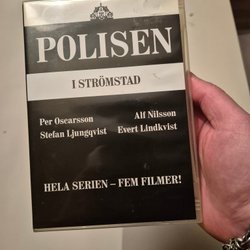 POLISEN
I STRÖMSTAD
Per Oscarsson Alf Nilsson
Stefan Ljungqvist Evert Lindkvist
HELA SERIEN – FEM FILMER!